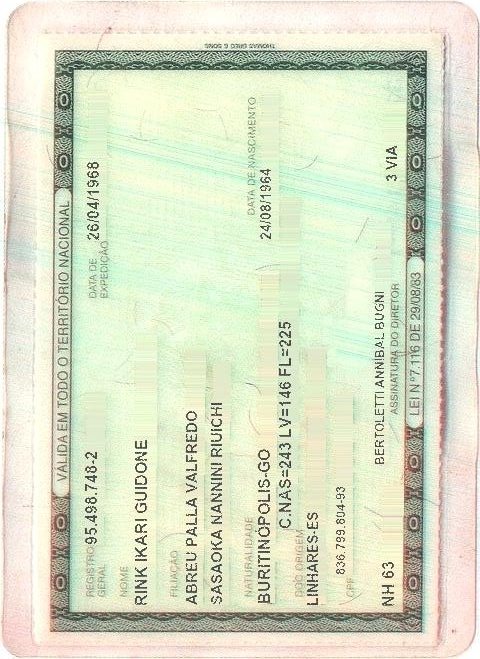 THOMAS GREG & SONS
VÁLIDA EM TODO O TERRITÓRIO NACIONAL
REGISTRO GERAL 95.498.748-2 DATA DE EXPEDIÇÃO 26/04/1968
NOME
RINK IKARI GUIDONE
FILIAÇÃO
ABREU PALLA VALFREDO
SASAOKA NANNINI RIUICHI
NATURALIDADE DATA DE NASCIMENTO
BURITINÓPOLIS-GO 24/08/1964
DOC ORIGEM C.NAS=243 LV=146 FL=225
LINHARES-ES
CPF 836.799.804-93
NH 63 BERTOLETTI ANNIBAL BUGNI 3 VIA
ASSINATURA DO DIRETOR
LEI Nº 7.116 DE 29/08/83